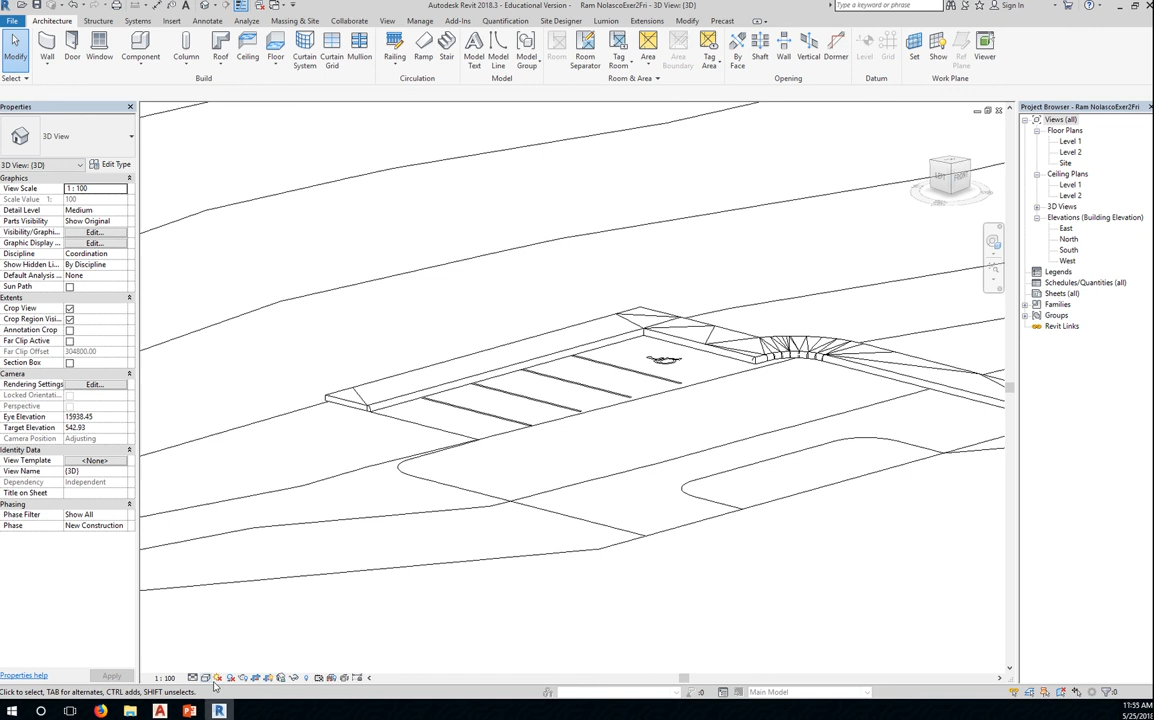 Autodesk Revit 2018.3 - Educational Version - Ram NolascoExer2Fri - 3D View: {3D}
Type a keyword or phrase
Sign In
File Architecture Structure Systems Insert Annotate Analyze Massing & Site Collaborate View Manage Add-Ins Quantification Site Designer Lumion Extensions Modify Precast
Modify Wall Door Window Component Column Roof Ceiling Floor Curtain System Curtain Grid Mullion Railing Ramp Stair Model Text Model Line Model Group Room Room Separator Tag Room Area Area Boundary Tag Area By Face Shaft Wall Vertical Dormer Level Grid Set Show Ref Plane Viewer
Select Build Circulation Model Room & Area Opening Datum Work Plane
Properties
3D View
3D View: {3D}
Edit Type
Graphics
View Scale 1 : 100
Scale Value 1: 100
Detail Level Medium
Parts Visibility Show Original
Visibility/Graphi... Edit...
Graphic Display ... Edit...
Discipline Coordination
Show Hidden Li... By Discipline
Default Analysis ... None
Sun Path
Extents
Crop View
Crop Region Visi...
Annotation Crop
Far Clip Active
Far Clip Offset 304800.00
Section Box
Camera
Rendering Settings Edit...
Locked Orientati...
Perspective
Eye Elevation 15938.45
Target Elevation 542.93
Camera Position Adjusting
Identity Data
View Template <None>
View Name {3D}
Dependency Independent
Title on Sheet
Phasing
Phase Filter Show All
Phase New Construction
Properties help
Apply
LEFT FRONT
Project Browser - Ram NolascoExer2Fri
Views (all)
Floor Plans
Level 1
Level 2
Site
Ceiling Plans
Level 1
Level 2
3D Views
Elevations (Building Elevation)
East
North
South
West
Legends
Schedules/Quantities (all)
Sheets (all)
Families
Groups
Revit Links
1 : 100
Click to select, TAB for alternates, CTRL adds, SHIFT unselects.
:0
Main Model
:0
11:55 AM
5/25/2018